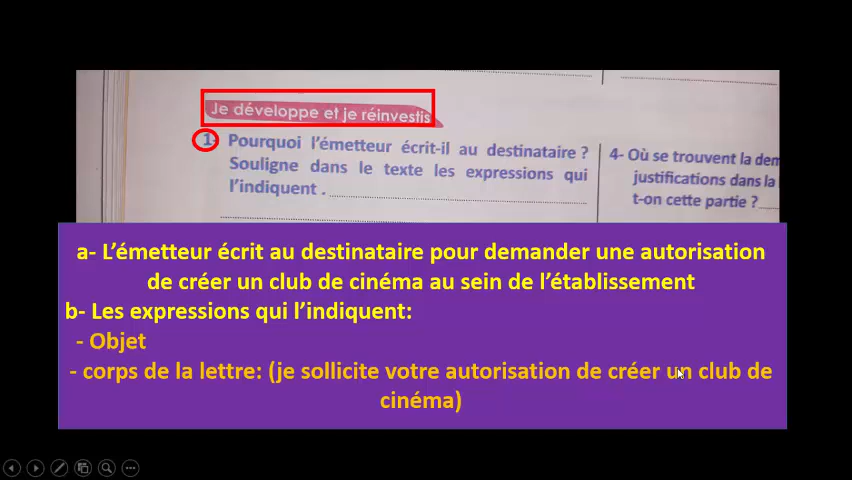 Je développe et je réinvestis
1- Pourquoi l'émetteur écrit-il au destinataire ?
Souligne dans le texte les expressions qui
l'indiquent .
4- Où se trouvent la
justifications dans la
t-on cette partie ?
a- L'émetteur écrit au destinataire pour demander une autorisation
de créer un club de cinéma au sein de l'établissement
b- Les expressions qui l'indiquent:
- Objet
- corps de la lettre: (je sollicite votre autorisation de créer un club de
cinéma)